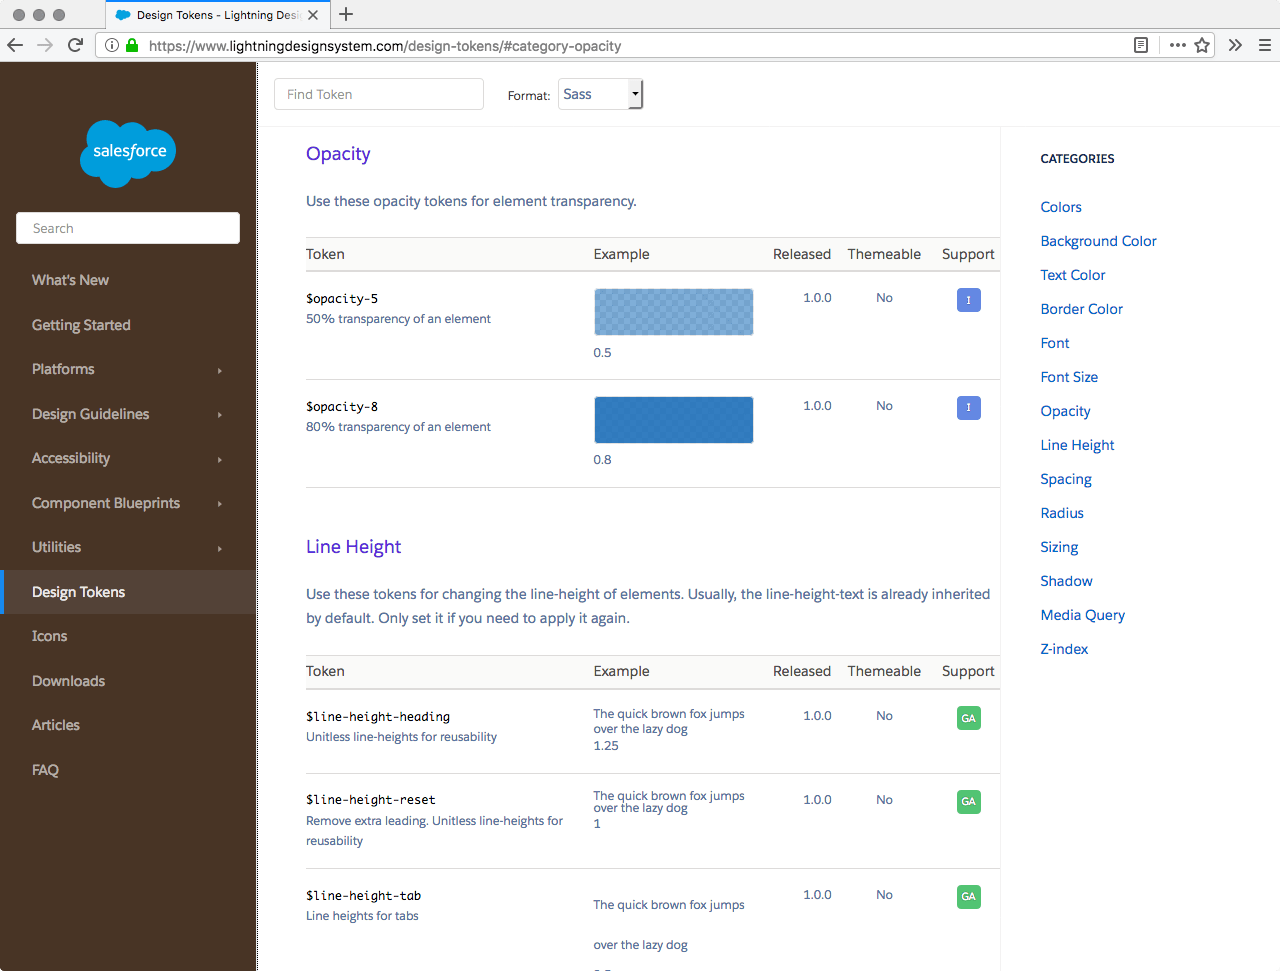 Design Tokens - Lightning Desi
https://www.lightningdesignsystem.com/design-tokens/#category-opacity
salesforce
Search
What's New
Getting Started
Platforms
Design Guidelines
Accessibility
Component Blueprints
Utilities
Design Tokens
Icons
Downloads
Articles
FAQ
Find Token
Format: Sass
Opacity
Use these opacity tokens for element transparency.
Token Example Released Themeable Support
$opacity-5 1.0.0 No I
50% transparency of an element
0.5
$opacity-8 1.0.0 No I
80% transparency of an element
0.8
Line Height
Use these tokens for changing the line-height of elements. Usually, the line-height-text is already inherited
by default. Only set it if you need to apply it again.
Token Example Released Themeable Support
$line-height-heading The quick brown fox jumps 1.0.0 No GA
Unitless line-heights for reusability over the lazy dog
1.25
$line-height-reset The quick brown fox jumps 1.0.0 No GA
over the lazy dog
Remove extra leading. Unitless line-heights for 1
reusability
$line-height-tab The quick brown fox jumps 1.0.0 No GA
Line heights for tabs
over the lazy dog
CATEGORIES
Colors
Background Color
Text Color
Border Color
Font
Font Size
Opacity
Line Height
Spacing
Radius
Sizing
Shadow
Media Query
Z-index